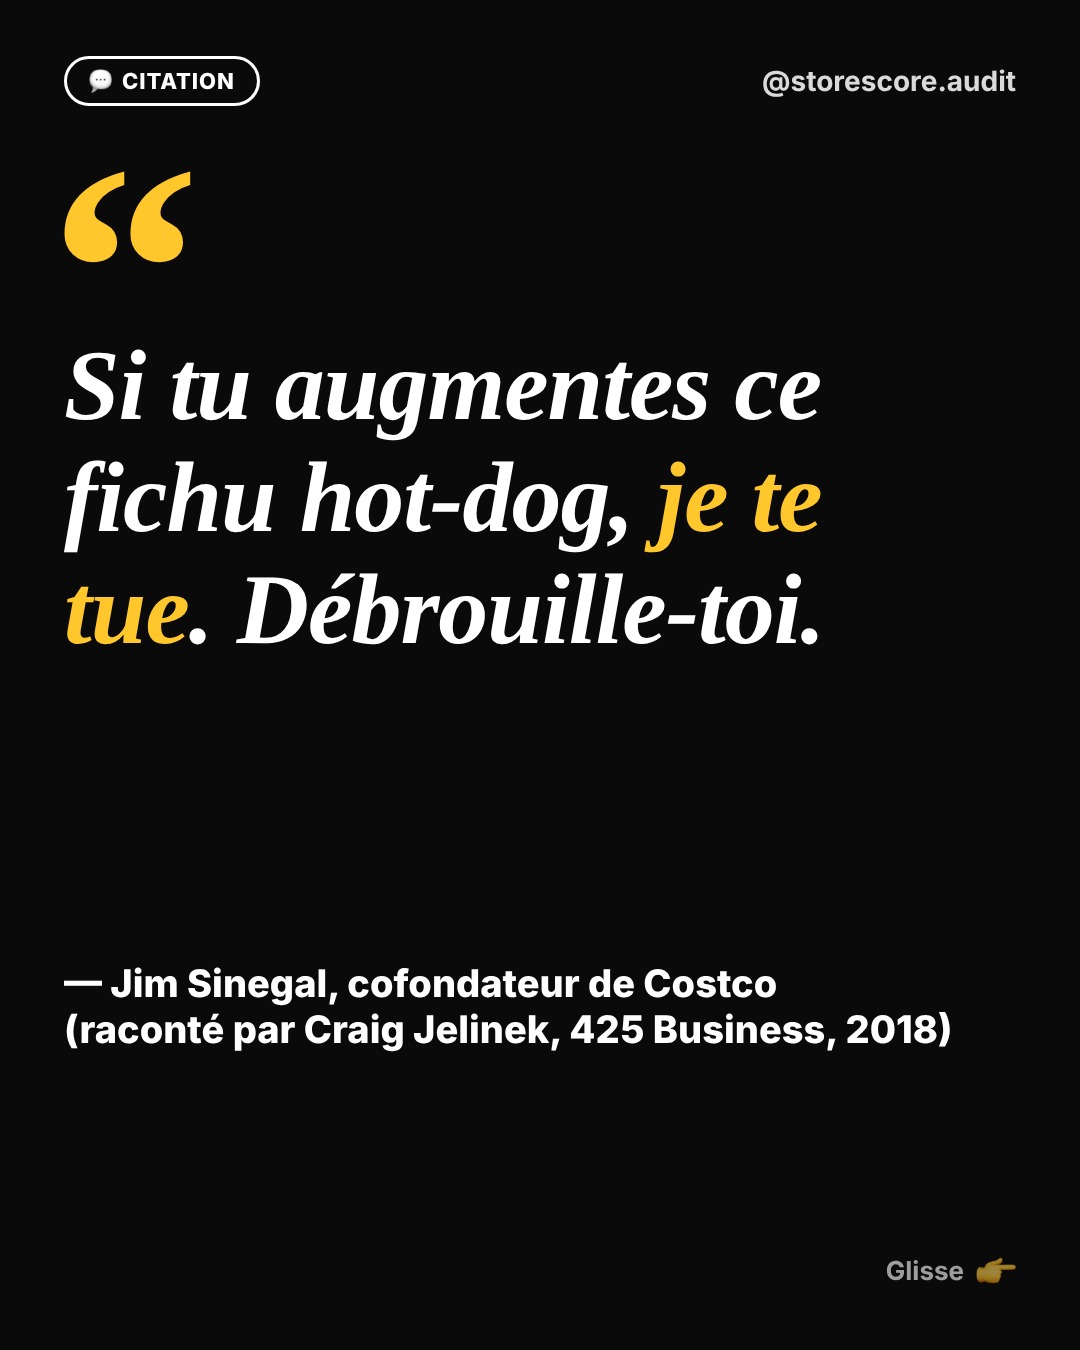 💬 CITATION
@storescore.audit
“
Si tu augmentes ce
fichu hot-dog, je te
tue. Débrouille-toi.
— Jim Sinegal, cofondateur de Costco
(raconté par Craig Jelinek, 425 Business, 2018)
Glisse 👉